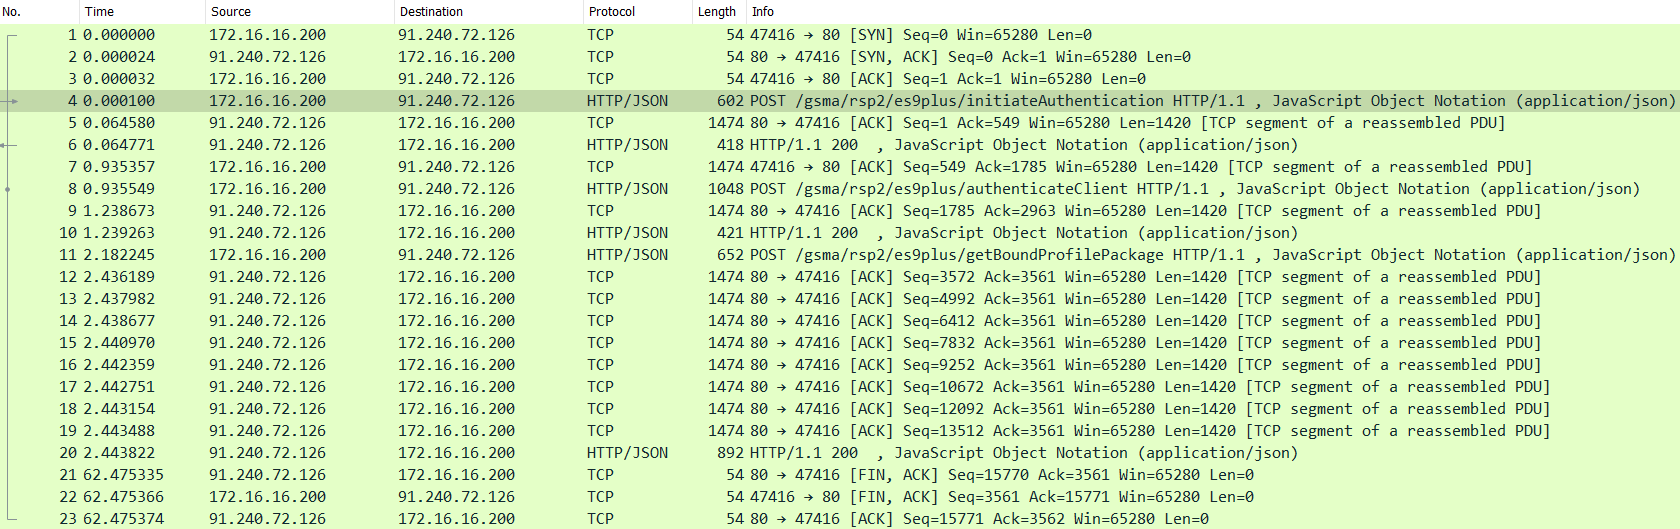 No. Time Source Destination Protocol Length Info
1 0.000000 172.16.16.200 91.240.72.126 TCP 54 47416 → 80 [SYN] Seq=0 Win=65280 Len=0
2 0.000024 91.240.72.126 172.16.16.200 TCP 54 80 → 47416 [SYN, ACK] Seq=0 Ack=1 Win=65280 Len=0
3 0.000032 172.16.16.200 91.240.72.126 TCP 54 47416 → 80 [ACK] Seq=1 Ack=1 Win=65280 Len=0
4 0.000100 172.16.16.200 91.240.72.126 HTTP/JSON 602 POST /gsma/rsp2/es9plus/initiateAuthentication HTTP/1.1 , JavaScript Object Notation (application/json)
5 0.064580 91.240.72.126 172.16.16.200 TCP 1474 80 → 47416 [ACK] Seq=1 Ack=549 Win=65280 Len=1420 [TCP segment of a reassembled PDU]
6 0.064771 91.240.72.126 172.16.16.200 HTTP/JSON 418 HTTP/1.1 200 , JavaScript Object Notation (application/json)
7 0.935357 172.16.16.200 91.240.72.126 TCP 1474 47416 → 80 [ACK] Seq=549 Ack=1785 Win=65280 Len=1420 [TCP segment of a reassembled PDU]
8 0.935549 172.16.16.200 91.240.72.126 HTTP/JSON 1048 POST /gsma/rsp2/es9plus/authenticateClient HTTP/1.1 , JavaScript Object Notation (application/json)
9 1.238673 91.240.72.126 172.16.16.200 TCP 1474 80 → 47416 [ACK] Seq=1785 Ack=2963 Win=65280 Len=1420 [TCP segment of a reassembled PDU]
10 1.239263 91.240.72.126 172.16.16.200 HTTP/JSON 421 HTTP/1.1 200 , JavaScript Object Notation (application/json)
11 2.182245 172.16.16.200 91.240.72.126 HTTP/JSON 652 POST /gsma/rsp2/es9plus/getBoundProfilePackage HTTP/1.1 , JavaScript Object Notation (application/json)
12 2.436189 91.240.72.126 172.16.16.200 TCP 1474 80 → 47416 [ACK] Seq=3572 Ack=3561 Win=65280 Len=1420 [TCP segment of a reassembled PDU]
13 2.437982 91.240.72.126 172.16.16.200 TCP 1474 80 → 47416 [ACK] Seq=4992 Ack=3561 Win=65280 Len=1420 [TCP segment of a reassembled PDU]
14 2.438677 91.240.72.126 172.16.16.200 TCP 1474 80 → 47416 [ACK] Seq=6412 Ack=3561 Win=65280 Len=1420 [TCP segment of a reassembled PDU]
15 2.440970 91.240.72.126 172.16.16.200 TCP 1474 80 → 47416 [ACK] Seq=7832 Ack=3561 Win=65280 Len=1420 [TCP segment of a reassembled PDU]
16 2.442359 91.240.72.126 172.16.16.200 TCP 1474 80 → 47416 [ACK] Seq=9252 Ack=3561 Win=65280 Len=1420 [TCP segment of a reassembled PDU]
17 2.442751 91.240.72.126 172.16.16.200 TCP 1474 80 → 47416 [ACK] Seq=10672 Ack=3561 Win=65280 Len=1420 [TCP segment of a reassembled PDU]
18 2.443154 91.240.72.126 172.16.16.200 TCP 1474 80 → 47416 [ACK] Seq=12092 Ack=3561 Win=65280 Len=1420 [TCP segment of a reassembled PDU]
19 2.443488 91.240.72.126 172.16.16.200 TCP 1474 80 → 47416 [ACK] Seq=13512 Ack=3561 Win=65280 Len=1420 [TCP segment of a reassembled PDU]
20 2.443822 91.240.72.126 172.16.16.200 HTTP/JSON 892 HTTP/1.1 200 , JavaScript Object Notation (application/json)
21 62.475335 91.240.72.126 172.16.16.200 TCP 54 80 → 47416 [FIN, ACK] Seq=15770 Ack=3561 Win=65280 Len=0
22 62.475366 172.16.16.200 91.240.72.126 TCP 54 47416 → 80 [FIN, ACK] Seq=3561 Ack=15771 Win=65280 Len=0
23 62.475374 91.240.72.126 172.16.16.200 TCP 54 80 → 47416 [ACK] Seq=15771 Ack=3562 Win=65280 Len=0